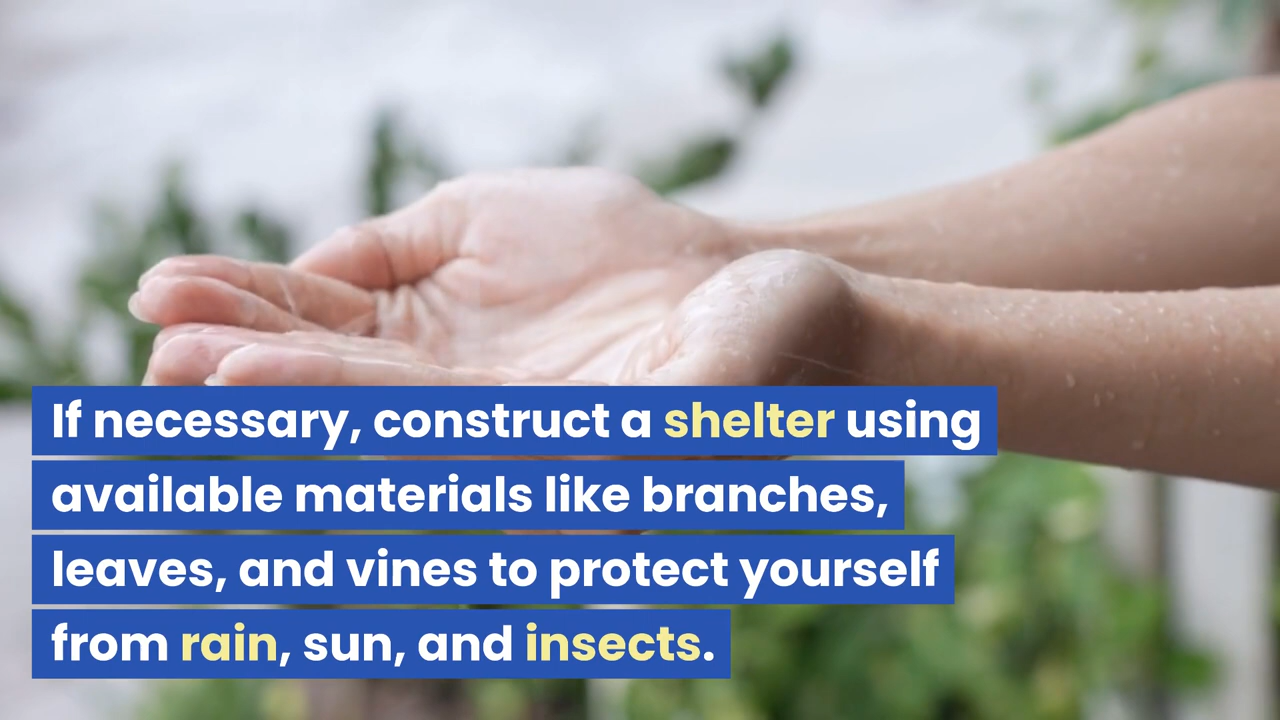 If necessary, construct a shelter using
available materials like branches,
leaves, and vines to protect yourself
from rain, sun, and insects.